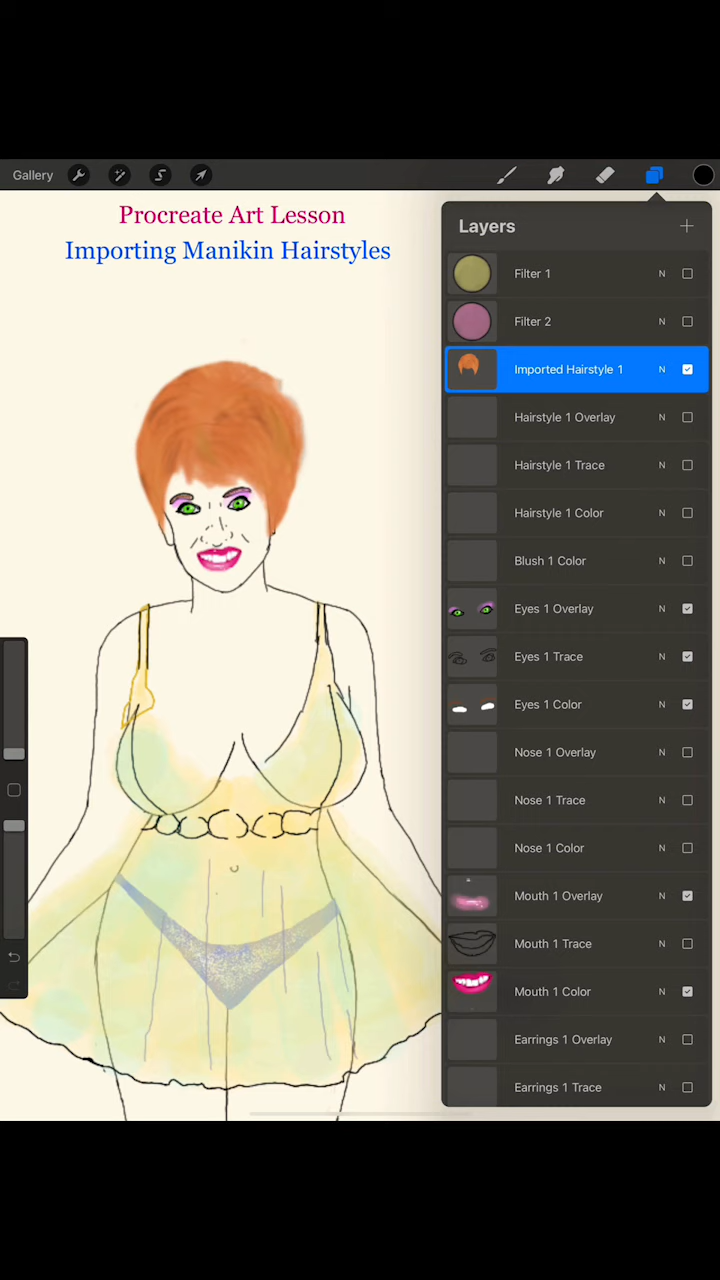 Gallery
Procreate Art Lesson
Importing Manikin Hairstyles
Layers
Filter 1 N
Filter 2 N
Imported Hairstyle 1 N
Hairstyle 1 Overlay N
Hairstyle 1 Trace N
Hairstyle 1 Color N
Blush 1 Color N
Eyes 1 Overlay N
Eyes 1 Trace N
Eyes 1 Color N
Nose 1 Overlay N
Nose 1 Trace N
Nose 1 Color N
Mouth 1 Overlay N
Mouth 1 Trace N
Mouth 1 Color N
Earrings 1 Overlay N
Earrings 1 Trace N